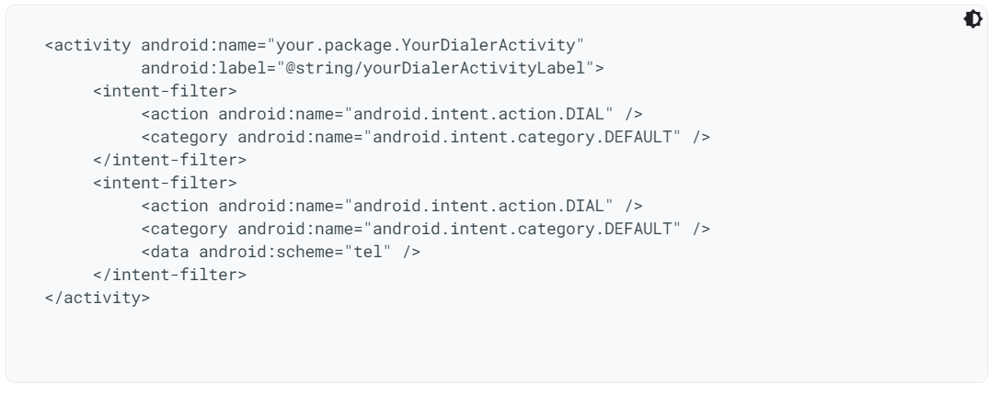 <activity android:name="your.package.YourDialerActivity"
          android:label="@string/yourDialerActivityLabel">
     <intent-filter>
          <action android:name="android.intent.action.DIAL" />
          <category android:name="android.intent.category.DEFAULT" />
     </intent-filter>
     <intent-filter>
          <action android:name="android.intent.action.DIAL" />
          <category android:name="android.intent.category.DEFAULT" />
          <data android:scheme="tel" />
     </intent-filter>
</activity>